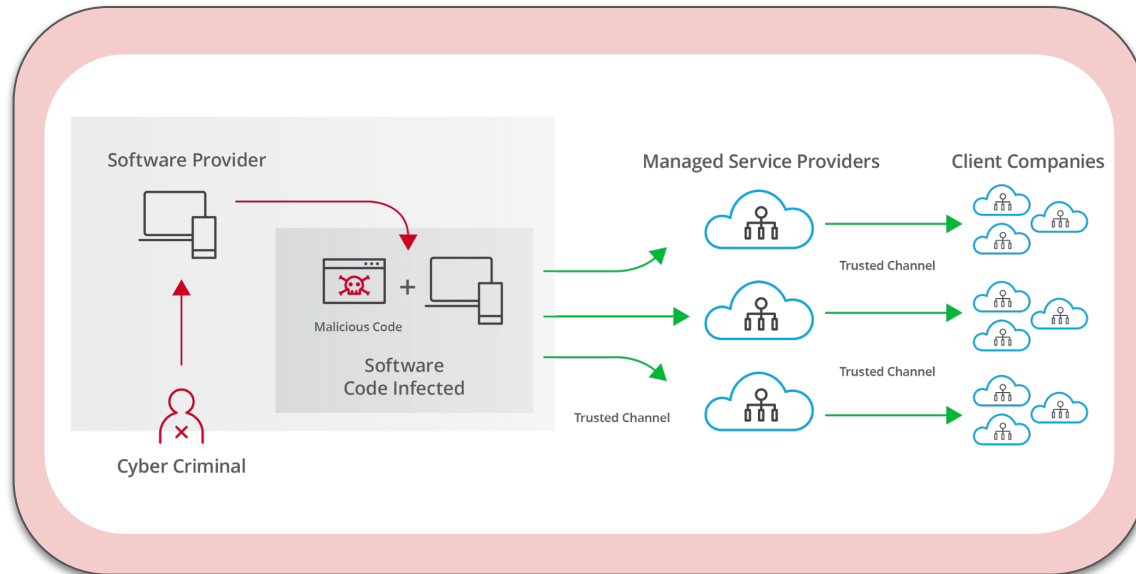 Software Provider
Managed Service Providers
Client Companies
Trusted Channel
Malicious Code
Software
Code Infected
Trusted Channel
Trusted Channel
Cyber Criminal